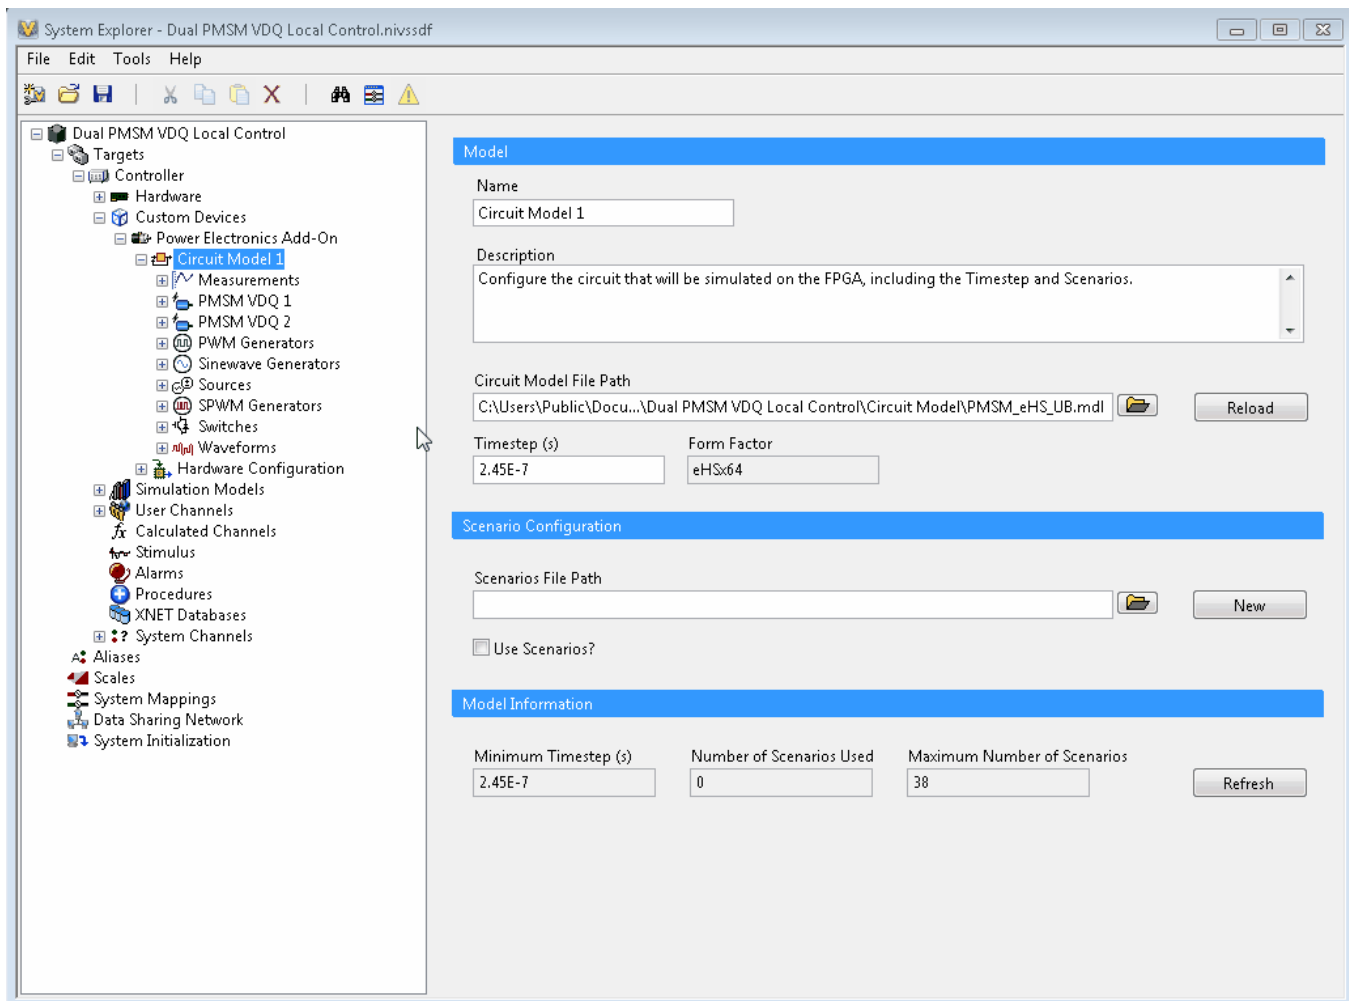 System Explorer - Dual PMSM VDQ Local Control.nivssdf
File Edit Tools Help
Dual PMSM VDQ Local Control
Targets
Controller
Hardware
Custom Devices
Power Electronics Add-On
Circuit Model 1
Measurements
PMSM VDQ 1
PMSM VDQ 2
PWM Generators
Sinewave Generators
Sources
SPWM Generators
Switches
Waveforms
Hardware Configuration
Simulation Models
User Channels
fx Calculated Channels
Stimulus
Alarms
Procedures
XNET Databases
System Channels
Aliases
Scales
System Mappings
Data Sharing Network
System Initialization
Model
Name
Circuit Model 1
Description
Configure the circuit that will be simulated on the FPGA, including the Timestep and Scenarios.
Circuit Model File Path
C:\Users\Public\Docu...\Dual PMSM VDQ Local Control\Circuit Model\PMSM_eHS_UB.mdl
Reload
Timestep (s) Form Factor
2.45E-7 eHSx64
Scenario Configuration
Scenarios File Path
New
Use Scenarios?
Model Information
Minimum Timestep (s) Number of Scenarios Used Maximum Number of Scenarios
2.45E-7 0 38 Refresh